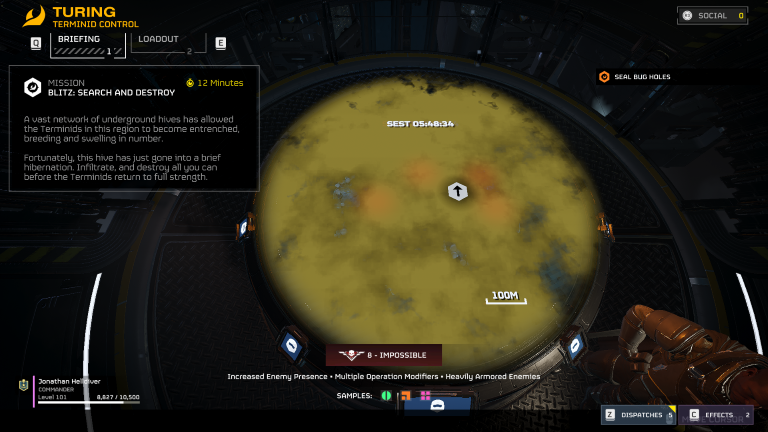 TURING
TERMINID CONTROL
Q
BRIEFING
1
LOADOUT
2
E
SOCIAL 0
MISSION
12 Minutes
BLITZ: SEARCH AND DESTROY
A vast network of underground hives has allowed
the Terminids in this region to become entrenched,
breeding and swelling in number.
Fortunately, this hive has just gone into a brief
hibernation. Infiltrate, and destroy all you can
before the Terminids return to full strength.
SEAL BUG HOLES
SEST 05:48:34
100M
8 - IMPOSSIBLE
Increased Enemy Presence • Multiple Operation Modifiers • Heavily Armored Enemies
SAMPLES:
Jonathan Helldiver
COMMANDER
Level 101 8,827 / 10,500
Z DISPATCHES 5
C EFFECTS 2